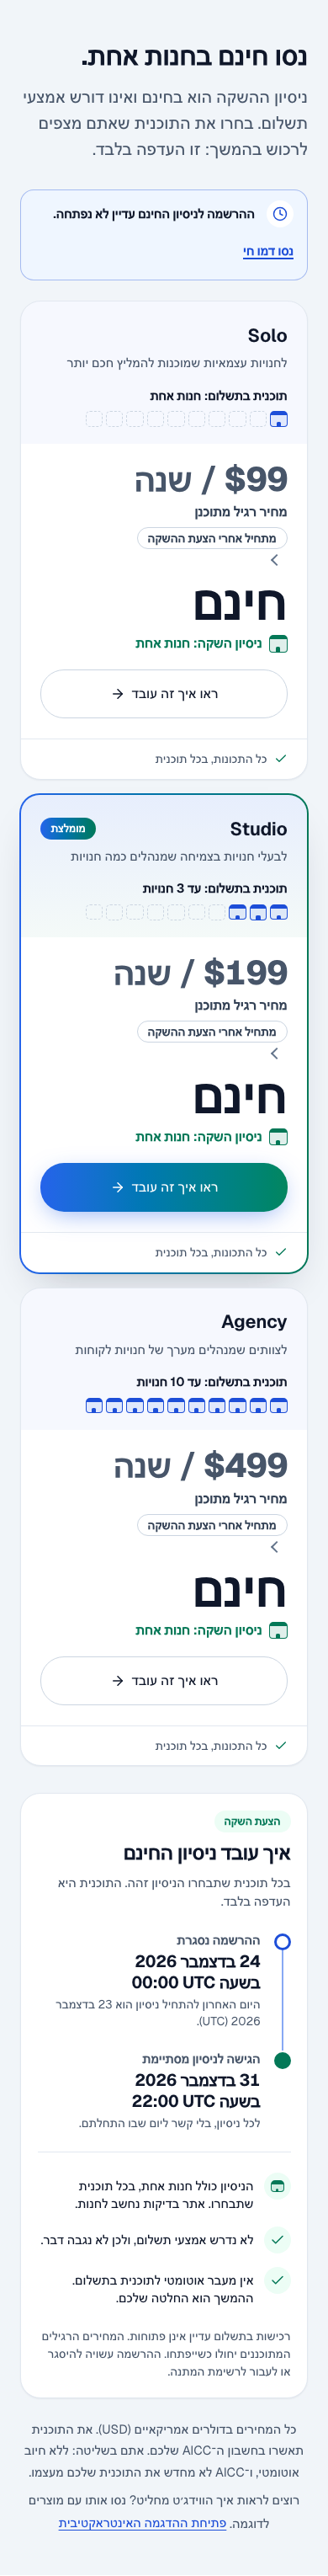 נסו חינם בחנות אחת.
ניסיון ההשקה הוא בחינם ואינו דורש אמצעי
תשלום. בחרו את התוכנית שאתם מצפים
לרכוש בהמשך: זו העדפה בלבד.
ההרשמה לניסיון החינם עדיין לא נפתחה.
נסו דמו חי
Solo
לחנויות עצמאיות שמוכנות להמליץ חכם יותר
תוכנית בתשלום: חנות אחת
$99 / שנה
מחיר רגיל מתוכנן
מתחיל אחרי הצעת ההשקה
חינם
ניסיון השקה: חנות אחת
ראו איך זה עובד
כל התכונות, בכל תוכנית
Studio
מומלצת
לבעלי חנויות בצמיחה שמנהלים כמה חנויות
תוכנית בתשלום: עד 3 חנויות
$199 / שנה
מחיר רגיל מתוכנן
מתחיל אחרי הצעת ההשקה
חינם
ניסיון השקה: חנות אחת
ראו איך זה עובד
כל התכונות, בכל תוכנית
Agency
לצוותים שמנהלים מערך של חנויות לקוחות
תוכנית בתשלום: עד 10 חנויות
$499 / שנה
מחיר רגיל מתוכנן
מתחיל אחרי הצעת ההשקה
חינם
ניסיון השקה: חנות אחת
ראו איך זה עובד
כל התכונות, בכל תוכנית
הצעת השקה
איך עובד ניסיון החינם
בכל תוכנית שתבחרו הניסיון זהה. התוכנית היא
העדפה בלבד.
ההרשמה נסגרת
24 בדצמבר 2026
בשעה 00:00 UTC
היום האחרון להתחיל ניסיון הוא 23 בדצמבר
2026 (UTC).
הגישה לניסיון מסתיימת
31 בדצמבר 2026
בשעה 22:00 UTC
לכל ניסיון, בלי קשר ליום שבו התחלתם.
הניסיון כולל חנות אחת, בכל תוכנית
שתבחרו. אתר בדיקות נחשב לחנות.
לא נדרש אמצעי תשלום, ולכן לא נגבה דבר.
אין מעבר אוטומטי לתוכנית בתשלום.
ההמשך הוא החלטה שלכם.
רכישות בתשלום עדיין אינן פתוחות. המחירים הרגילים
המתוכננים יחולו כשייפתחו. ההרשמה עשויה להיסגר
או לעבור לרשימת המתנה.
כל המחירים בדולרים אמריקאיים (USD). את התוכנית
תאשרו בחשבון ה־CAIC שלכם. אתם בשליטה: ללא חיוב
אוטומטי, ו־CAIC לא מחדש את התוכנית שלכם מעצמו.
רוצים לראות איך הווידג׳ט מחליט? נסו אותו עם מוצרים
לדוגמה. פתיחת ההדגמה האינטראקטיבית